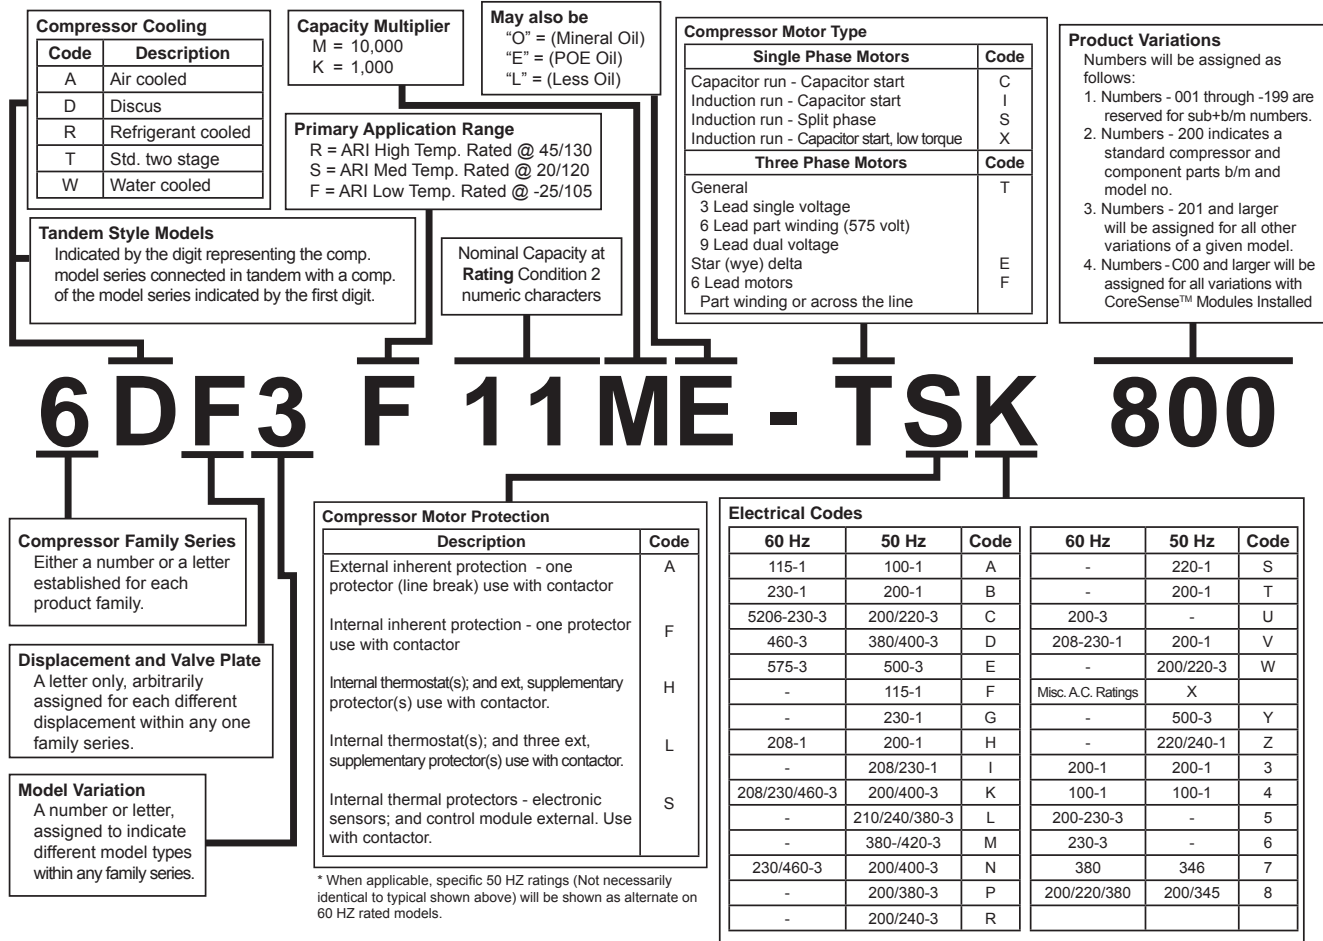 Compressor Cooling
Code Description
A Air cooled
D Discus
R Refrigerant cooled
T Std. two stage
W Water cooled
Capacity Multiplier
M = 10,000
K = 1,000
May also be
“O” = (Mineral Oil)
“E” = (POE Oil)
“L” = (Less Oil)
Primary Application Range
R = ARI High Temp. Rated @ 45/130
S = ARI Med Temp. Rated @ 20/120
F = ARI Low Temp. Rated @ -25/105
Tandem Style Models
Indicated by the digit representing the comp.
model series connected in tandem with a comp.
of the model series indicated by the first digit.
Nominal Capacity at
Rating Condition 2
numeric characters
Compressor Motor Type
Single Phase Motors Code
Capacitor run - Capacitor start C
Induction run - Capacitor start I
Induction run - Split phase S
Induction run - Capacitor start, low torque X
Three Phase Motors Code
General T
3 Lead single voltage
6 Lead part winding (575 volt)
9 Lead dual voltage
Star (wye) delta E
6 Lead motors F
Part winding or across the line
Product Variations
Numbers will be assigned as
follows:
1. Numbers - 001 through -199 are
reserved for sub+b/m numbers.
2. Numbers - 200 indicates a
standard compressor and
component parts b/m and
model no.
3. Numbers - 201 and larger
will be assigned for all other
variations of a given model.
4. Numbers - C00 and larger will be
assigned for all variations with
CoreSense™ Modules Installed
6DF3 F 11ME - TSK 800
Compressor Family Series
Either a number or a letter
established for each
product family.
Displacement and Valve Plate
A letter only, arbitrarily
assigned for each different
displacement within any one
family series.
Model Variation
A number or letter,
assigned to indicate
different model types
within any family series.
Compressor Motor Protection
Description Code
External inherent protection - one A
protector (line break) use with contactor
Internal inherent protection - one protector F
use with contactor
Internal thermostat(s); and ext, supplementary H
protector(s) use with contactor.
Internal thermostat(s); and three ext, L
supplementary protector(s) use with contactor.
Internal thermal protectors - electronic S
sensors; and control module external. Use
with contactor.
* When applicable, specific 50 HZ ratings (Not necessarily
identical to typical shown above) will be shown as alternate on
60 HZ rated models.
Electrical Codes
60 Hz 50 Hz Code 60 Hz 50 Hz Code
115-1 100-1 A - 220-1 S
230-1 200-1 B - 200-1 T
5206-230-3 200/220-3 C 200-3 - U
460-3 380/400-3 D 208-230-1 200-1 V
575-3 500-3 E - 200/220-3 W
- 115-1 F Misc. A.C. Ratings X
- 230-1 G - 500-3 Y
208-1 200-1 H - 220/240-1 Z
- 208/230-1 I 200-1 200-1 3
208/230/460-3 200/400-3 K 100-1 100-1 4
- 210/240/380-3 L 200-230-3 - 5
- 380-/420-3 M 230-3 - 6
230/460-3 200/400-3 N 380 346 7
- 200/380-3 P 200/220/380 200/345 8
- 200/240-3 R